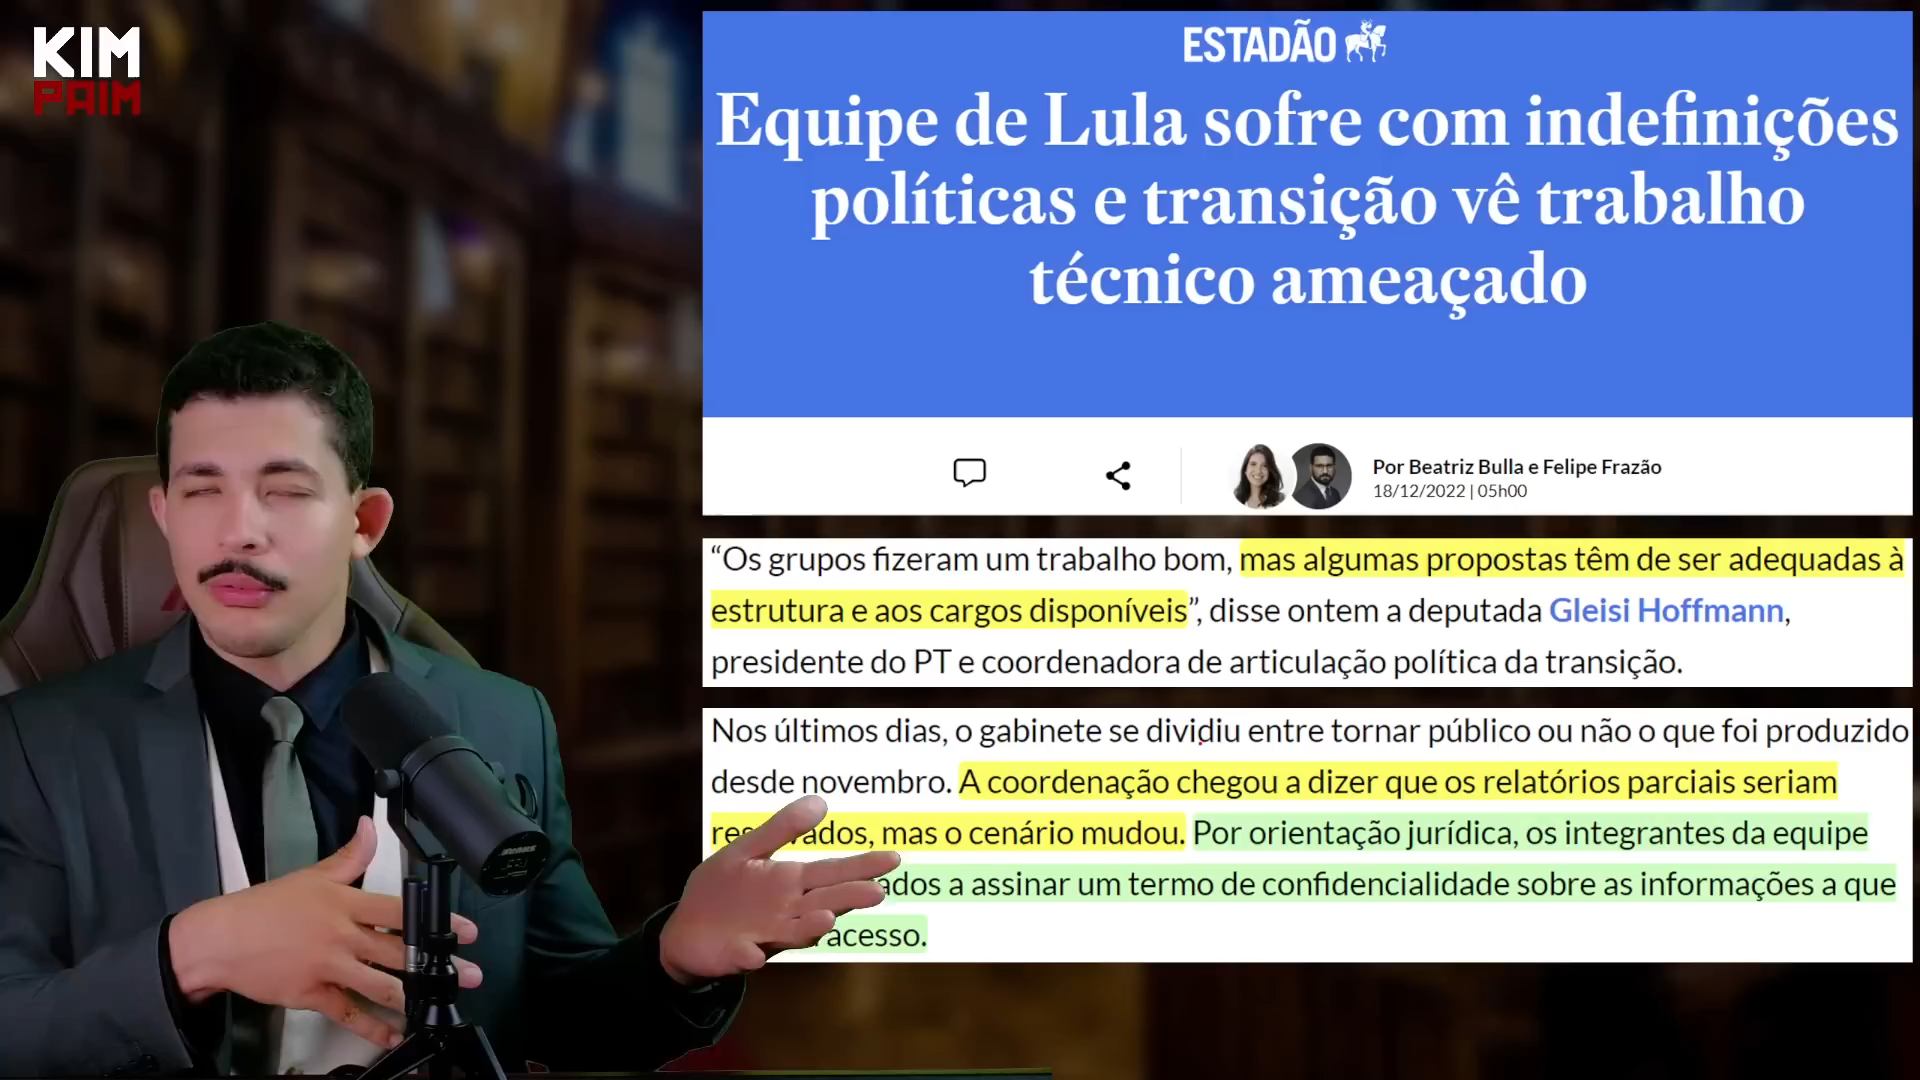 KIM
PAIM
ESTADÃO
Equipe de Lula sofre com indefinições
políticas e transição vê trabalho
técnico ameaçado
Por Beatriz Bulla e Felipe Frazão
18/12/2022 | 05h00
“Os grupos fizeram um trabalho bom, mas algumas propostas têm de ser adequadas à
estrutura e aos cargos disponíveis”, disse ontem a deputada Gleisi Hoffmann,
presidente do PT e coordenadora de articulação política da transição.
Nos últimos dias, o gabinete se dividiu entre tornar público ou não o que foi produzido
desde novembro. A coordenação chegou a dizer que os relatórios parciais seriam
mas o cenário mudou. Por orientação jurídica, os integrantes da equipe
a assinar um termo de confidencialidade sobre as informações a que
acesso.